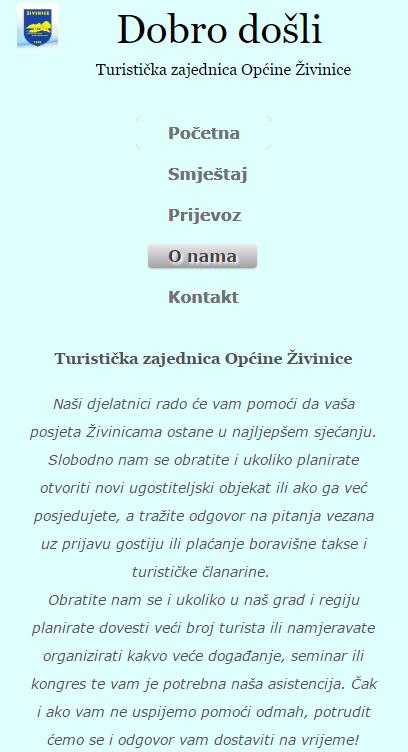 ŽIVINICE
Dobro došli
Turistička zajednica Općine Živinice
Početna
Smještaj
Prijevoz
O nama
Kontakt
Turistička zajednica Općine Živinice
Naši djelatnici rado će vam pomoći da vaša
posjeta Živinicama ostane u najljepšem sjećanju.
Slobodno nam se obratite i ukoliko planirate
otvoriti novi ugostiteljski objekat ili ako ga već
posjedujete, a tražite odgovor na pitanja vezana
uz prijavu gostiju ili plaćanje boravišne takse i
turističke članarine.
Obratite nam se i ukoliko u naš grad i regiju
planirate dovesti veći broj turista ili namjeravate
organizirati kakvo veće događanje, seminar ili
kongres te vam je potrebna naša asistencija. Čak
i ako vam ne uspijemo pomoći odmah, potrudit
ćemo se i odgovor vam dostaviti na vrijeme!